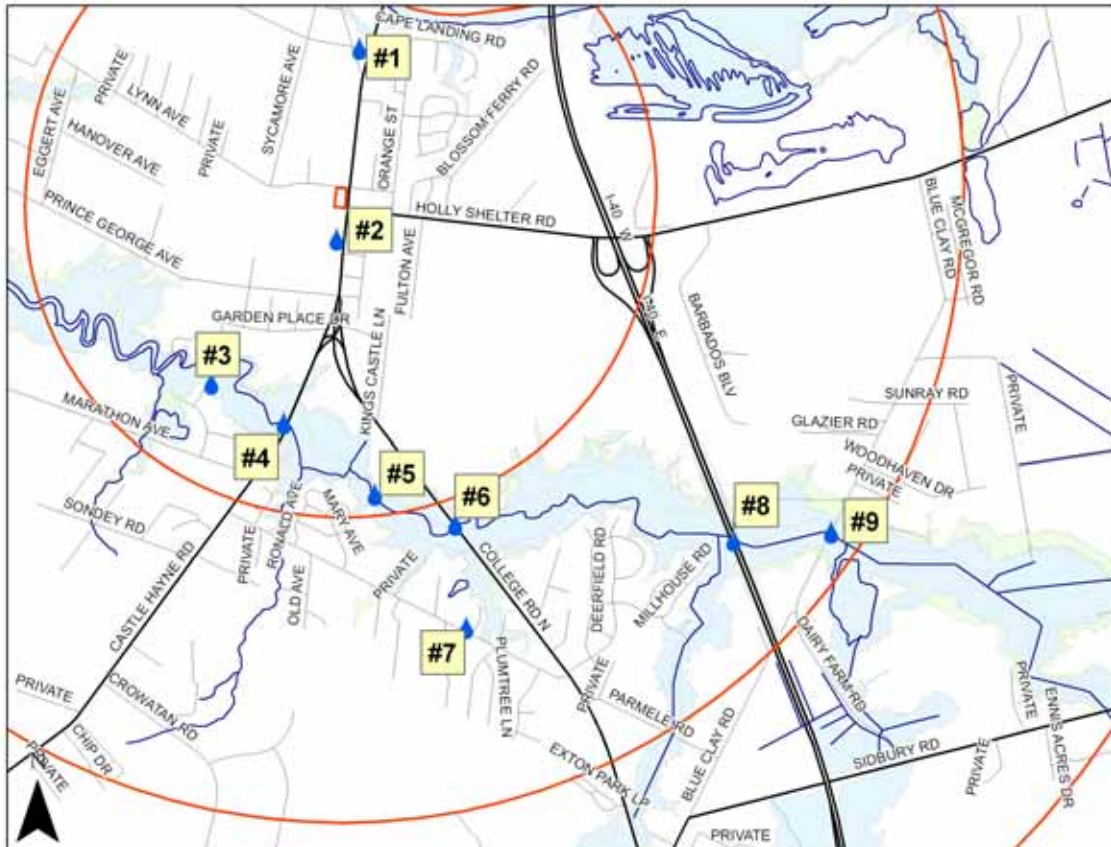 CAPE LANDING RD
#1
PRIVATE
LYNN AVE
SYCAMORE AVE
EGGERT AVE
HANOVER AVE
PRIVATE
ORANGE ST
BLOSSOM FERRY RD
PRINCE GEORGE AVE
#2
HOLLY SHELTER RD
FULTON AVE
I-40 W
I-40 E
BLUE CLAY RD
MCGREGOR RD
BARBADOS BLV
GARDEN PLACE DR
KINGS CASTLE LN
#3
MARATHON AVE
#4
SUNRAY RD
PRIVATE
GLAZIER RD
WOODHAVEN DR
PRIVATE
#5
#6
#8
#9
SONDEY RD
PRIVATE
RONALD AVE
MARY AVE
OLD AVE
PRIVATE
COLLEGE RD N
DEERFIELD RD
MILLHOUSE RD
CASTLE HAYNE RD
#7
PLUMTREE LN
PRIVATE
PARMELE RD
DAIRY FARM RD
PRIVATE
ENNIS ACRES DR
PRIVATE
CROWATAN RD
CHIP DR
PRIVATE
EXTON PARK LP
BLUE CLAY RD
SIDBURY RD
PRIVATE
PRIVATE